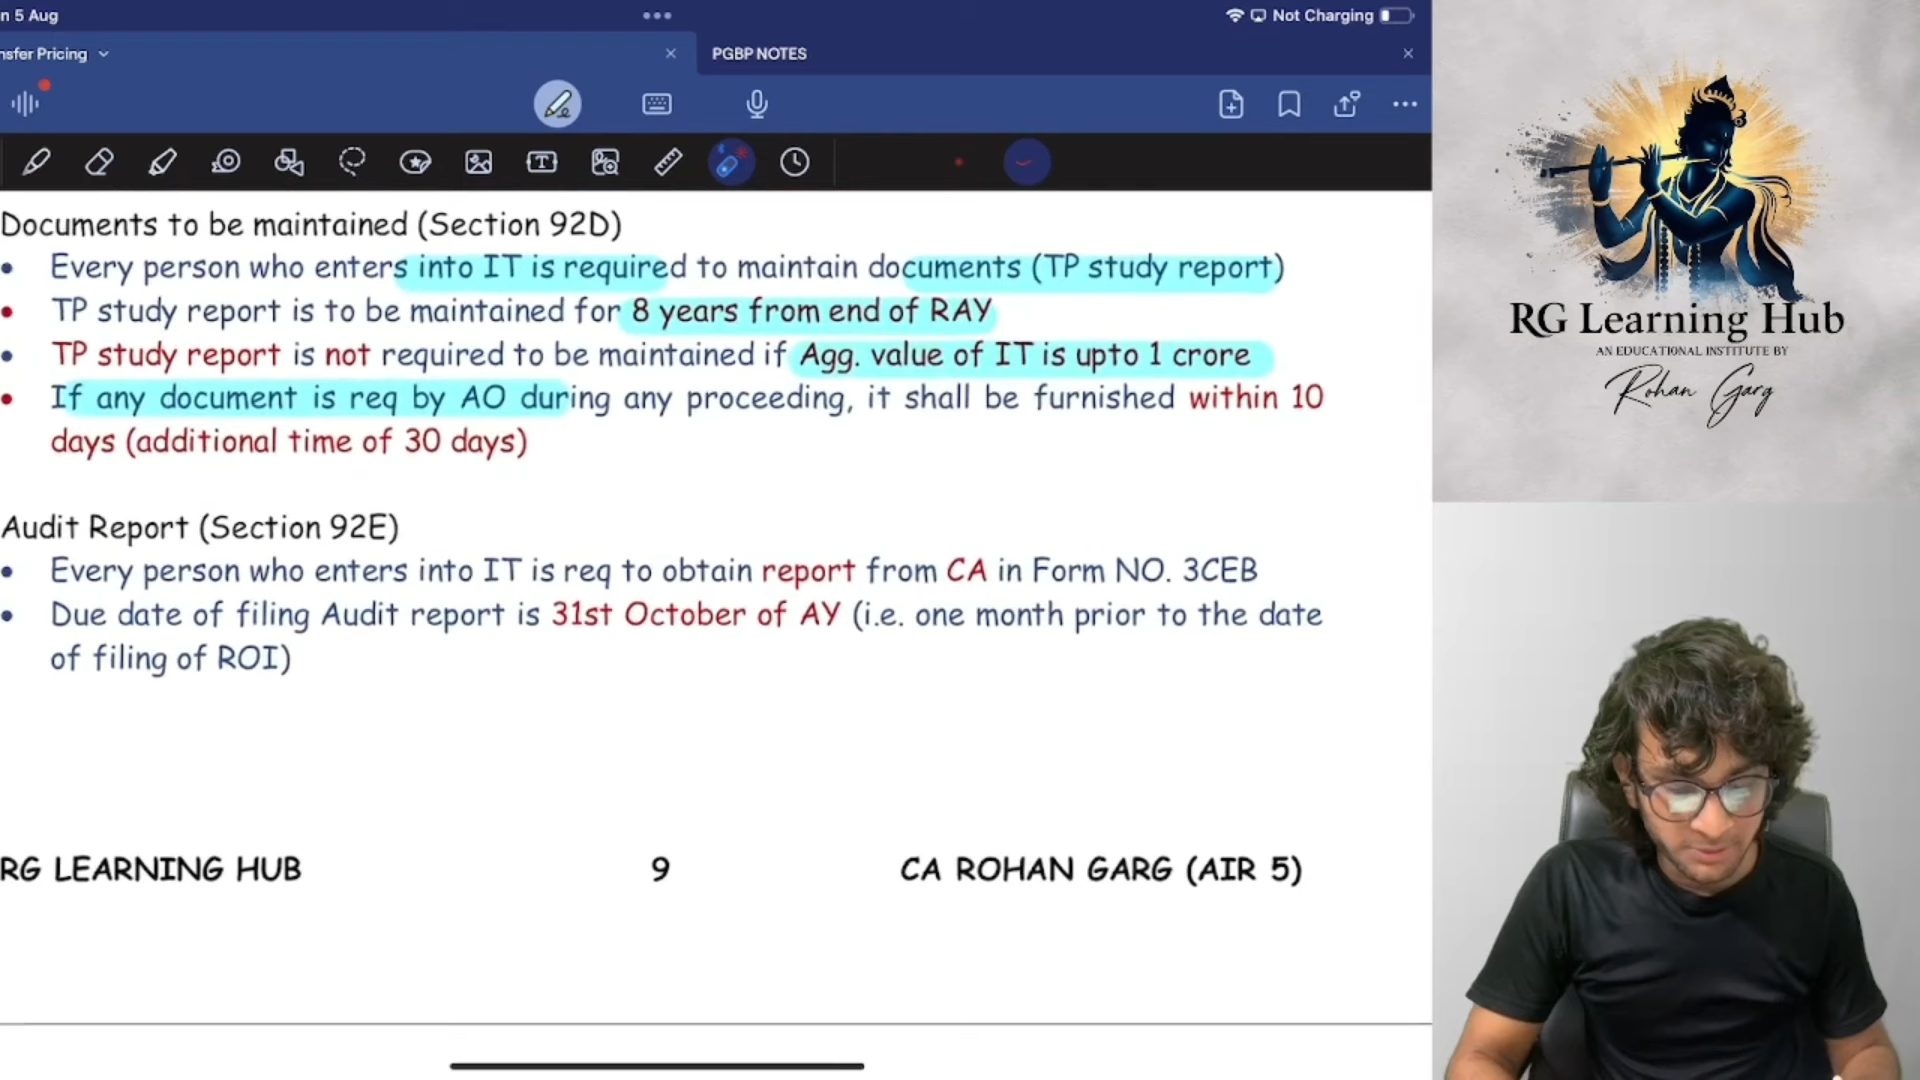 n 5 Aug
Not Charging
nsfer Pricing
PGBP NOTES
Documents to be maintained (Section 92D)
• Every person who enters into IT is required to maintain documents (TP study report)
• TP study report is to be maintained for 8 years from end of RAY
• TP study report is not required to be maintained if Agg. value of IT is upto 1 crore
• If any document is req by AO during any proceeding, it shall be furnished within 10
days (additional time of 30 days)
Audit Report (Section 92E)
• Every person who enters into IT is req to obtain report from CA in Form NO. 3CEB
• Due date of filing Audit report is 31st October of AY (i.e. one month prior to the date
of filing of ROI)
RG LEARNING HUB 9 CA ROHAN GARG (AIR 5)
RG Learning Hub
AN EDUCATIONAL INSTITUTE BY
Rohan Garg